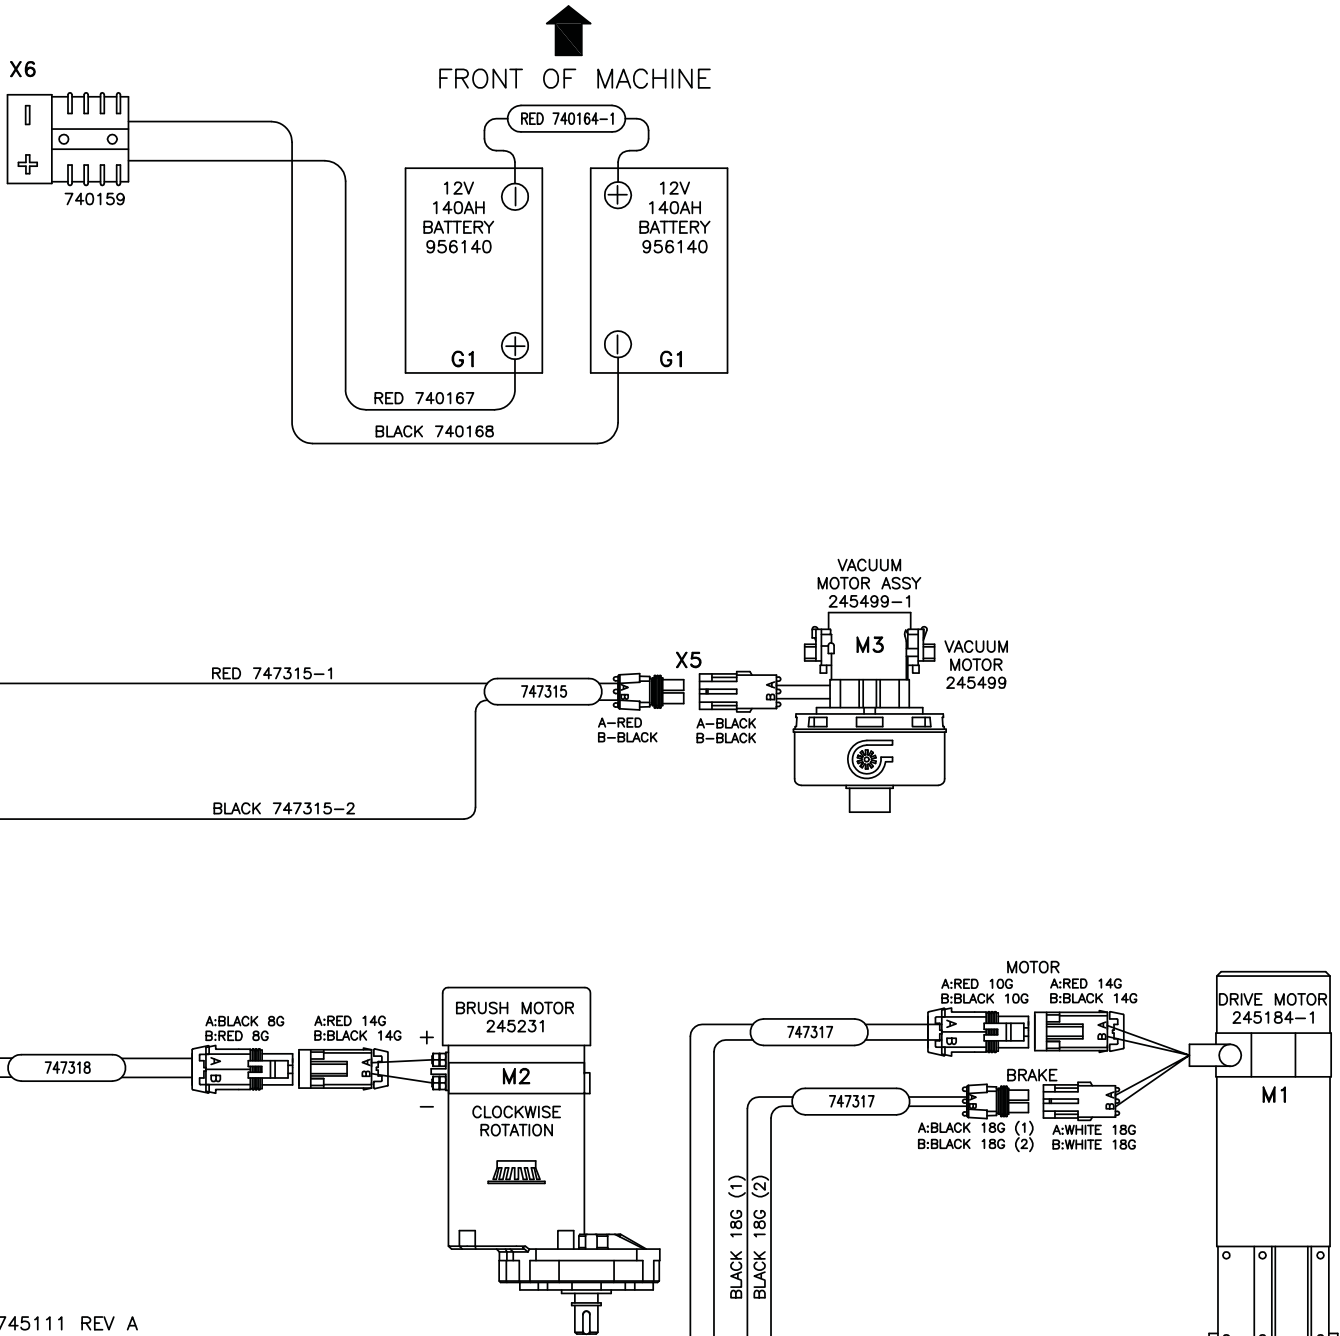 FRONT OF MACHINE
X6
740159
RED 740164-1
12V
140AH
BATTERY
956140
G1
12V
140AH
BATTERY
956140
G1
RED 740167
BLACK 740168
VACUUM
MOTOR ASSY
245499-1
M3
VACUUM
MOTOR
245499
RED 747315-1
747315
X5
A
B
A
B
A-RED
B-BLACK
A-BLACK
B-BLACK
BLACK 747315-2
747318
A:BLACK 8G
B:RED 8G
A:RED 14G
B:BLACK 14G
A
B
A
B
+
-
BRUSH MOTOR
245231
M2
CLOCKWISE
ROTATION
MOTOR
A:RED 10G
B:BLACK 10G
A:RED 14G
B:BLACK 14G
747317
A
B
A
B
BRAKE
747317
A
B
A
B
A:BLACK 18G (1)
B:BLACK 18G (2)
A:WHITE 18G
B:WHITE 18G
BLACK 18G (1)
BLACK 18G (2)
DRIVE MOTOR
245184-1
M1
745111 REV A